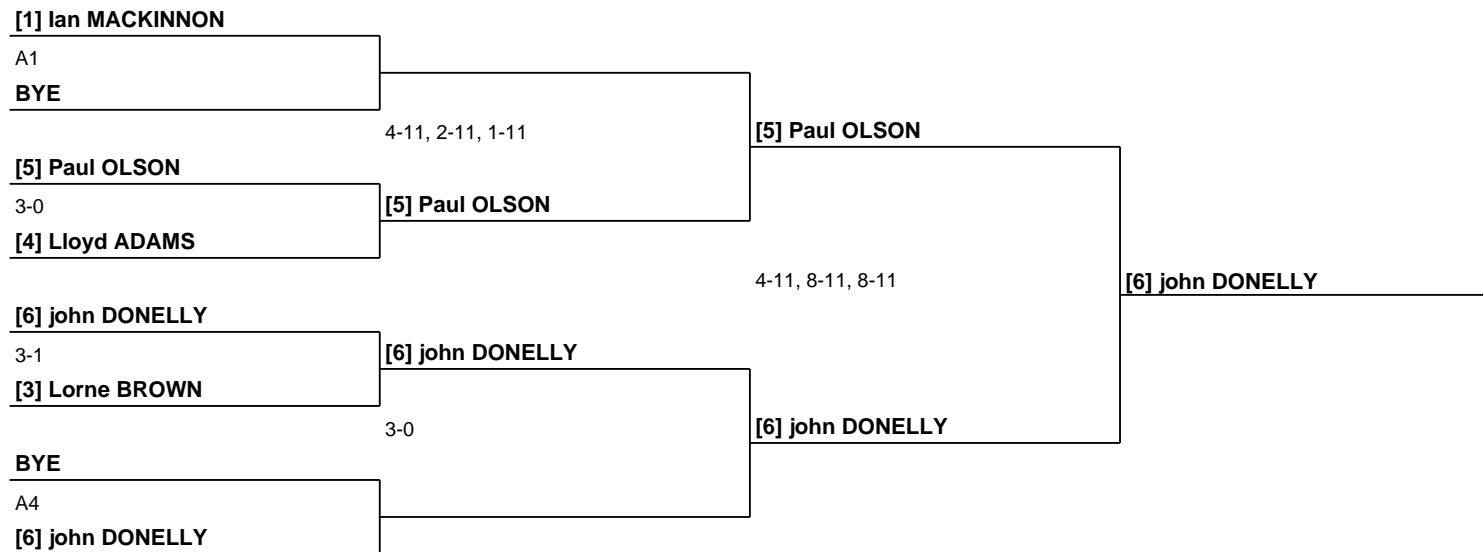 [1] Ian MACKINNON
A1
BYE
4-11, 2-11, 1-11
[5] Paul OLSON
[5] Paul OLSON
3-0
[5] Paul OLSON
[4] Lloyd ADAMS
4-11, 8-11, 8-11
[6] john DONELLY
[6] john DONELLY
3-1
[6] john DONELLY
[3] Lorne BROWN
3-0
[6] john DONELLY
BYE
A4
[6] john DONELLY